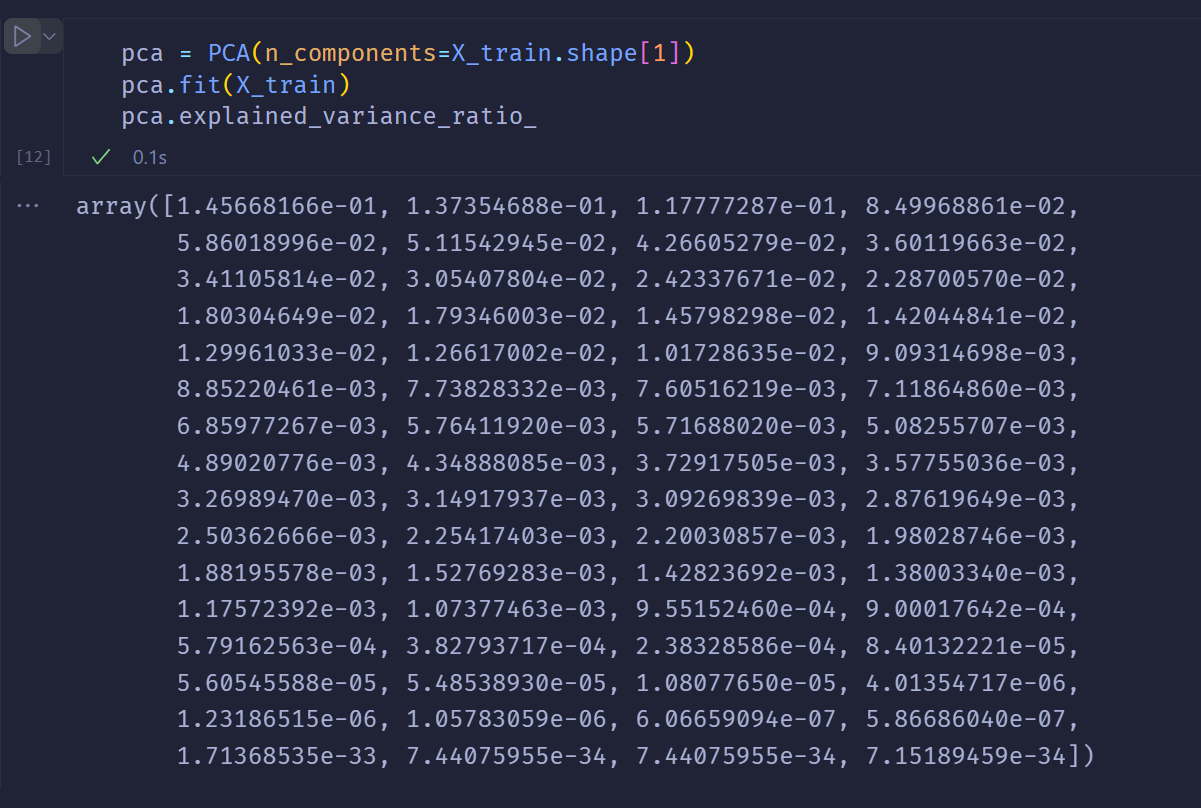 pca = PCA(n_components=X_train.shape[1])
pca.fit(X_train)
pca.explained_variance_ratio_
[12] ✓ 0.1s
... array([1.45668166e-01, 1.37354688e-01, 1.17777287e-01, 8.49968861e-02,
5.86018996e-02, 5.11542945e-02, 4.26605279e-02, 3.60119663e-02,
3.41105814e-02, 3.05407804e-02, 2.42337671e-02, 2.28700570e-02,
1.80304649e-02, 1.79346003e-02, 1.45798298e-02, 1.42044841e-02,
1.29961033e-02, 1.26617002e-02, 1.01728635e-02, 9.09314698e-03,
8.85220461e-03, 7.73828332e-03, 7.60516219e-03, 7.11864860e-03,
6.85977267e-03, 5.76411920e-03, 5.71688020e-03, 5.08255707e-03,
4.89020776e-03, 4.34888085e-03, 3.72917505e-03, 3.57755036e-03,
3.26989470e-03, 3.14917937e-03, 3.09269839e-03, 2.87619649e-03,
2.50362666e-03, 2.25417403e-03, 2.20030857e-03, 1.98028746e-03,
1.88195578e-03, 1.52769283e-03, 1.42823692e-03, 1.38003340e-03,
1.17572392e-03, 1.07377463e-03, 9.55152460e-04, 9.00017642e-04,
5.79162563e-04, 3.82793717e-04, 2.38328586e-04, 8.40132221e-05,
5.60545588e-05, 5.48538930e-05, 1.08077650e-05, 4.01354717e-06,
1.23186515e-06, 1.05783059e-06, 6.06659094e-07, 5.86686040e-07,
1.71368535e-33, 7.44075955e-34, 7.44075955e-34, 7.15189459e-34])